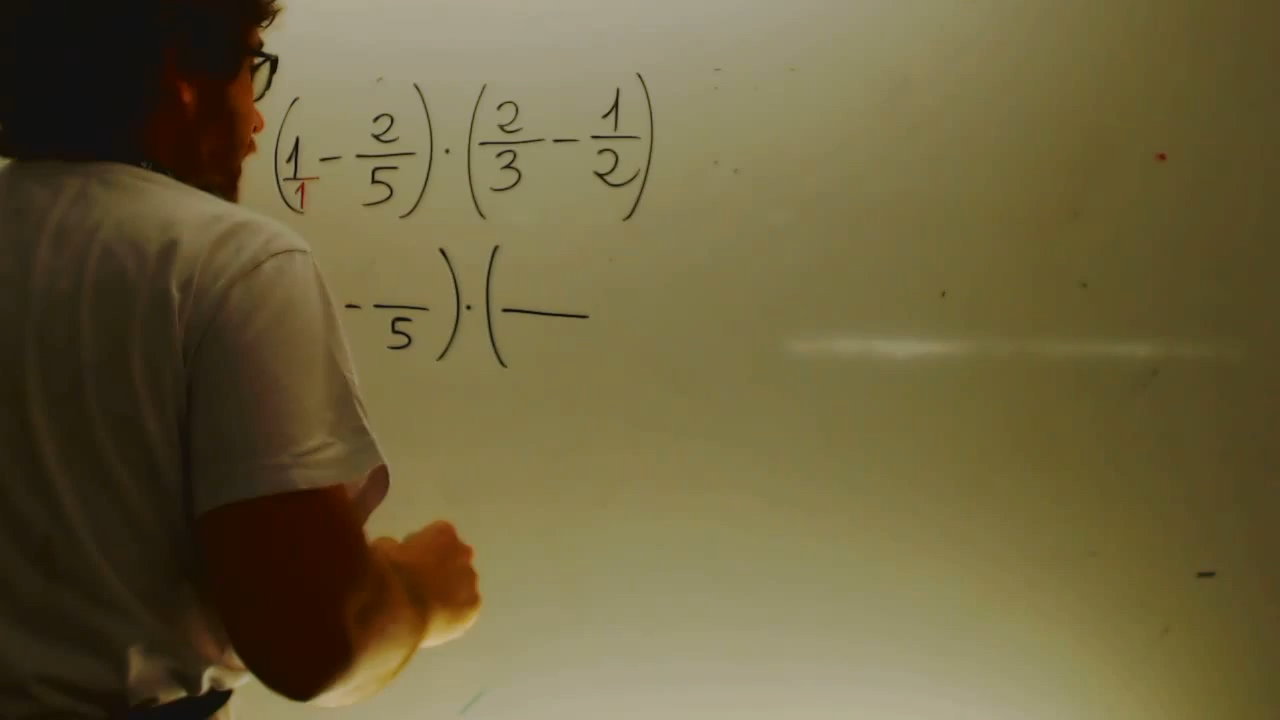 (1/1 - 2/5) · (2/3 - 1/2)
- —/5) · (—